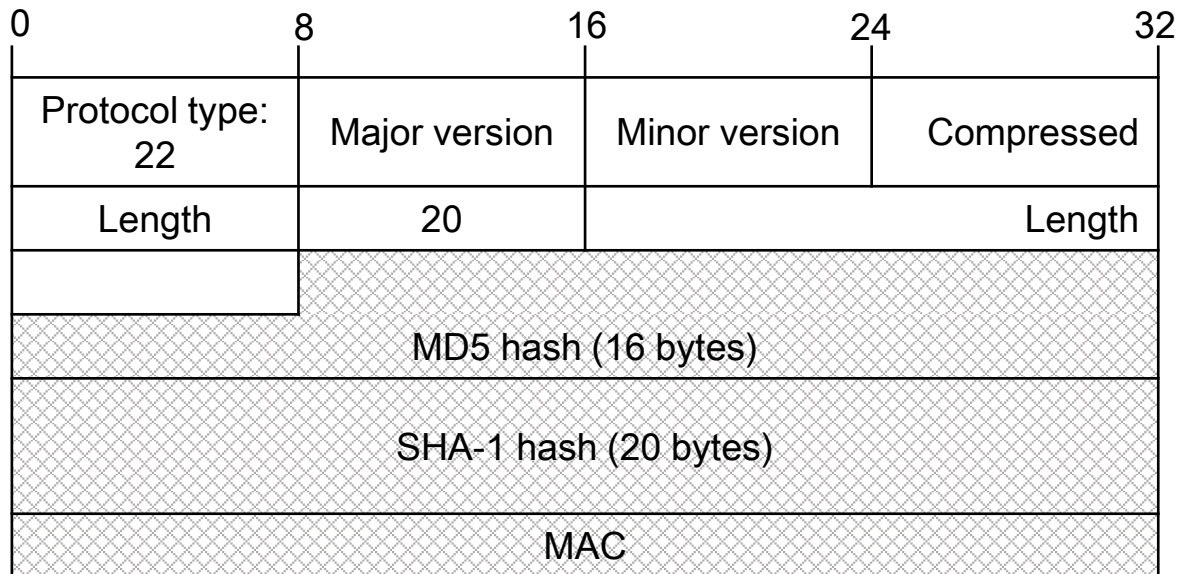 0 8 16 24 32
Protocol type:
22
Major version
Minor version
Compressed
Length
20
Length
MD5 hash (16 bytes)
SHA-1 hash (20 bytes)
MAC